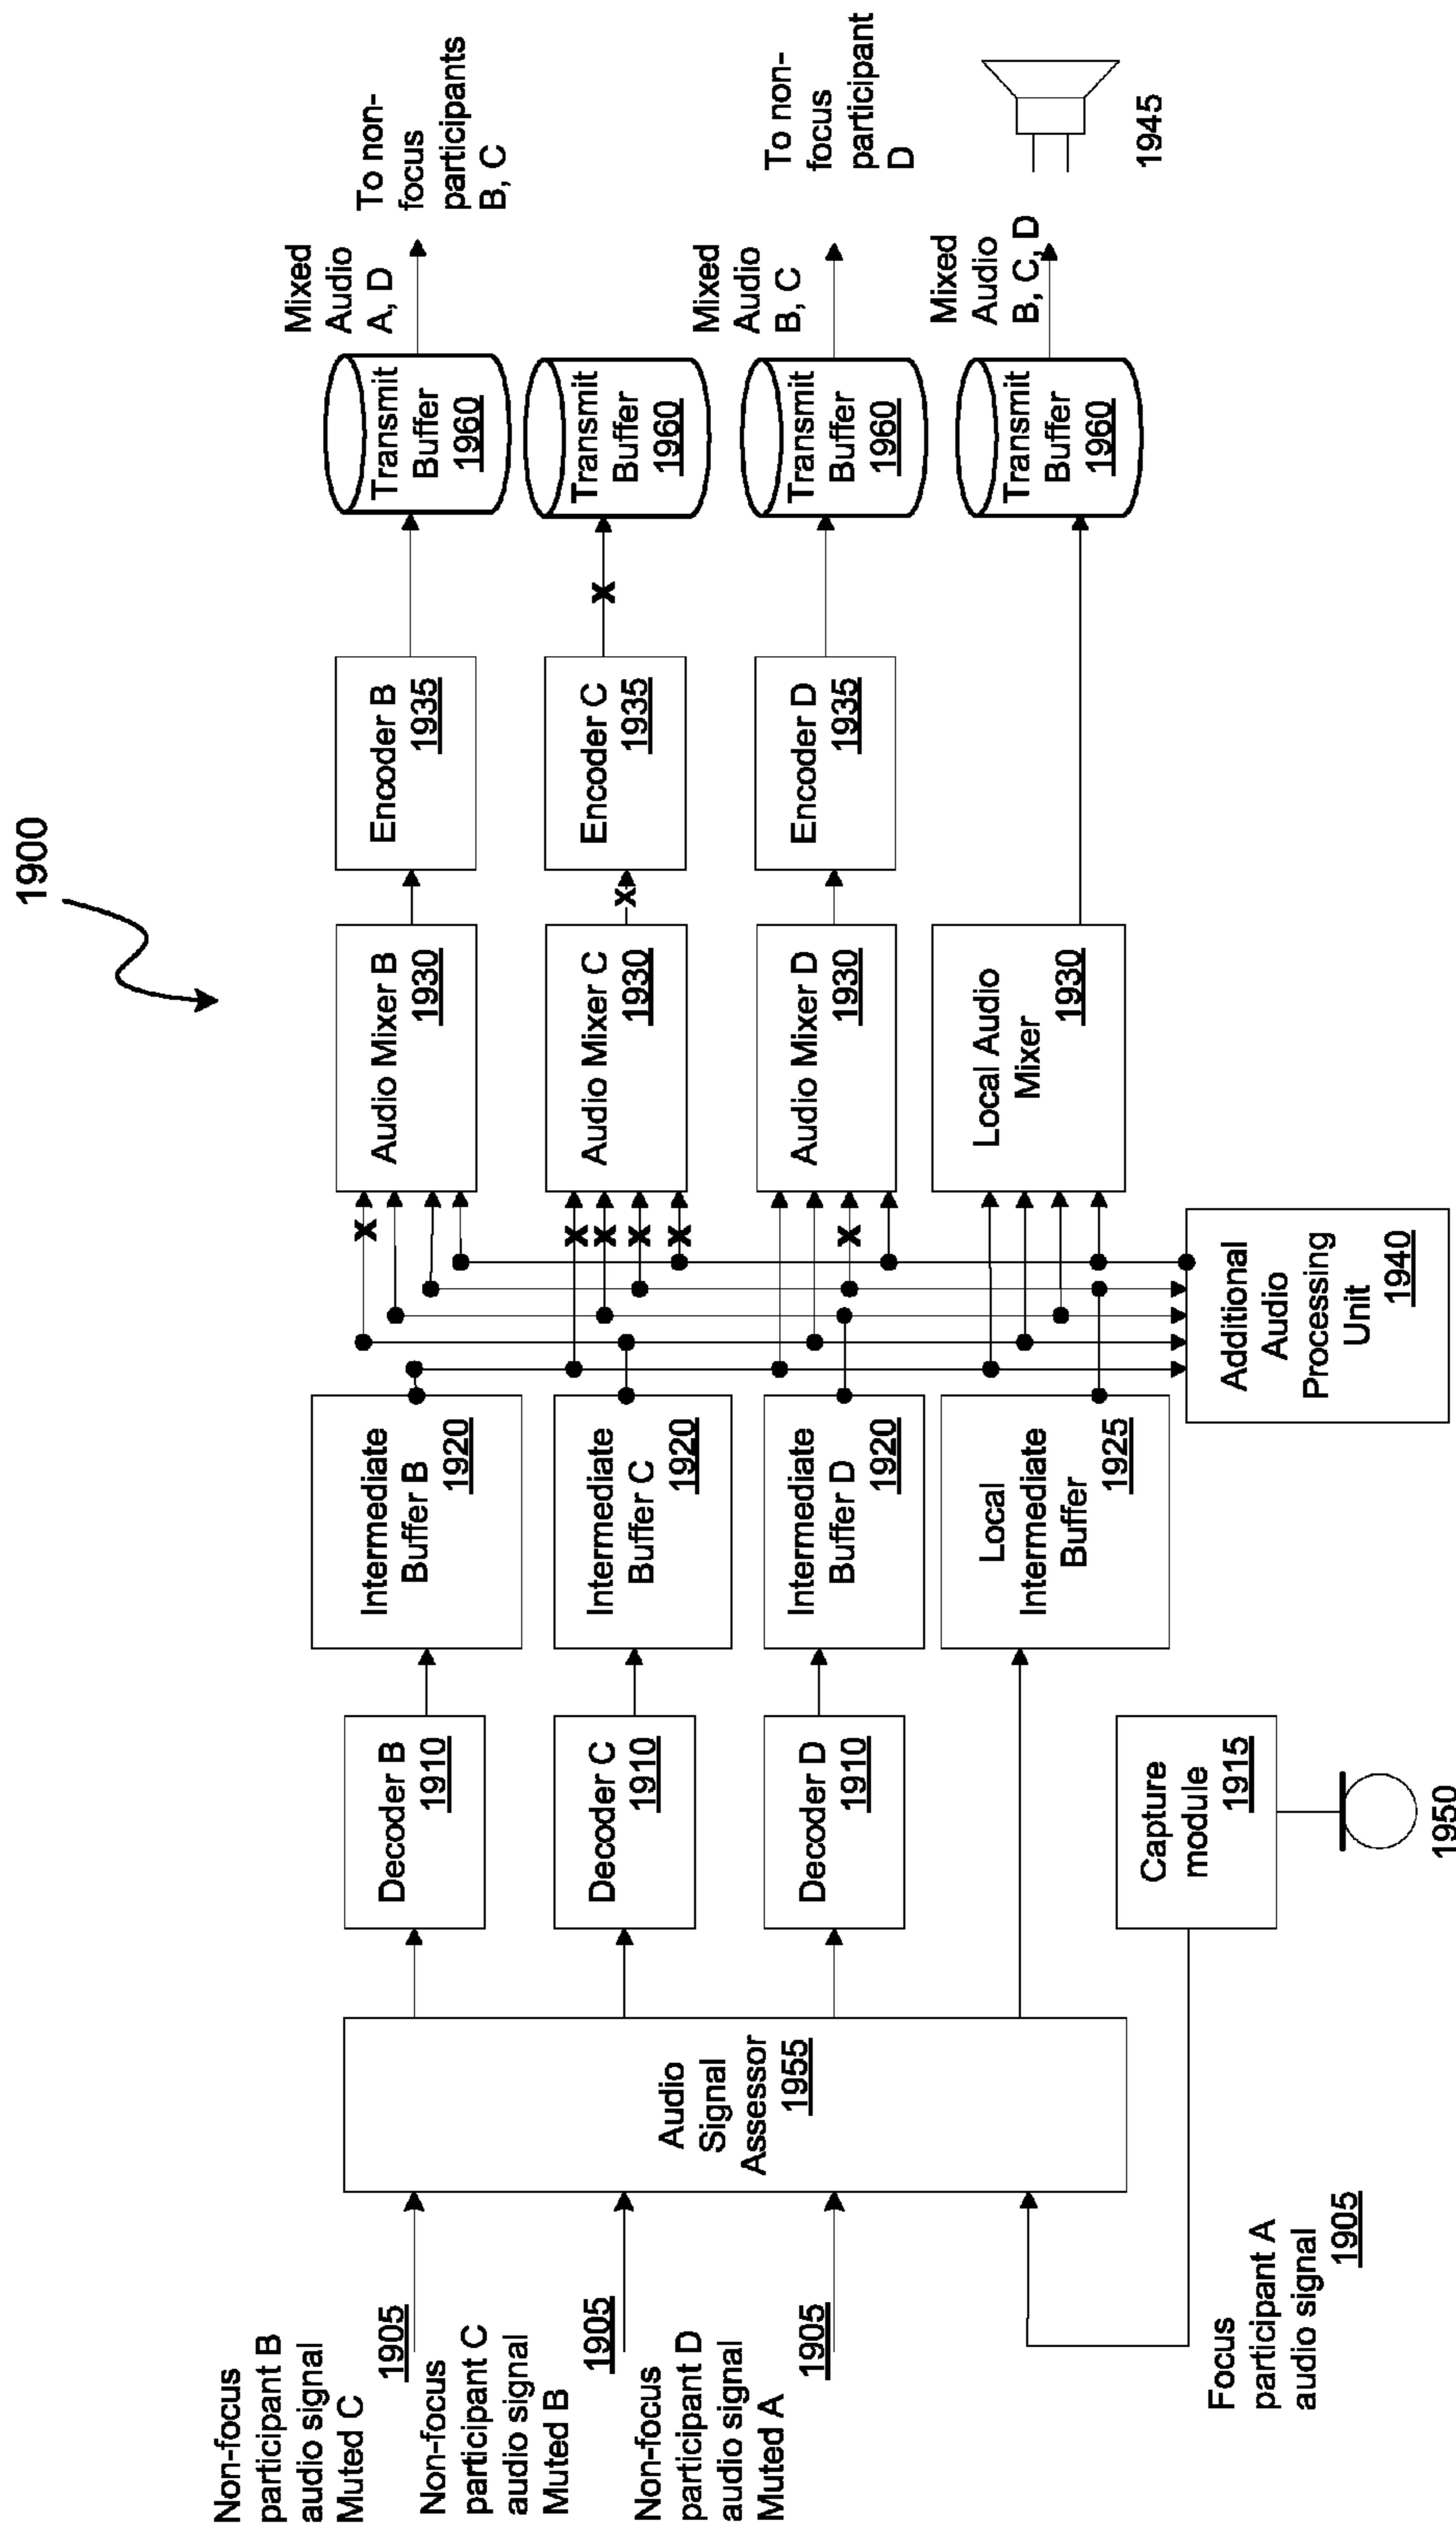 1900
Non-focus
participant B
audio signal
Muted C
1905
Non-focus
participant C
audio signal
Muted B
1905
Non-focus
participant D
audio signal
Muted A
1905
Focus
participant A
audio signal
1905
Audio
Signal
Assessor
1955
Capture
module
1915
1950
Decoder B
1910
Decoder C
1910
Decoder D
1910
Intermediate
Buffer B
1920
Intermediate
Buffer C
1920
Intermediate
Buffer D
1920
Local
Intermediate
Buffer
1925
Additional
Audio
Processing
Unit
1940
x
x
x
x
x
x
Audio Mixer B
1930
Audio Mixer C
1930
Audio Mixer D
1930
Local Audio
Mixer
1930
x
Encoder B
1935
Encoder C
1935
Encoder D
1935
x
Transmit
Buffer
1960
Transmit
Buffer
1960
Transmit
Buffer
1960
Transmit
Buffer
1960
Mixed
Audio
A, D
To non-
focus
participants
B, C
Mixed
Audio
B, C
To non-
focus
participant
D
Mixed
Audio
B, C, D
1945